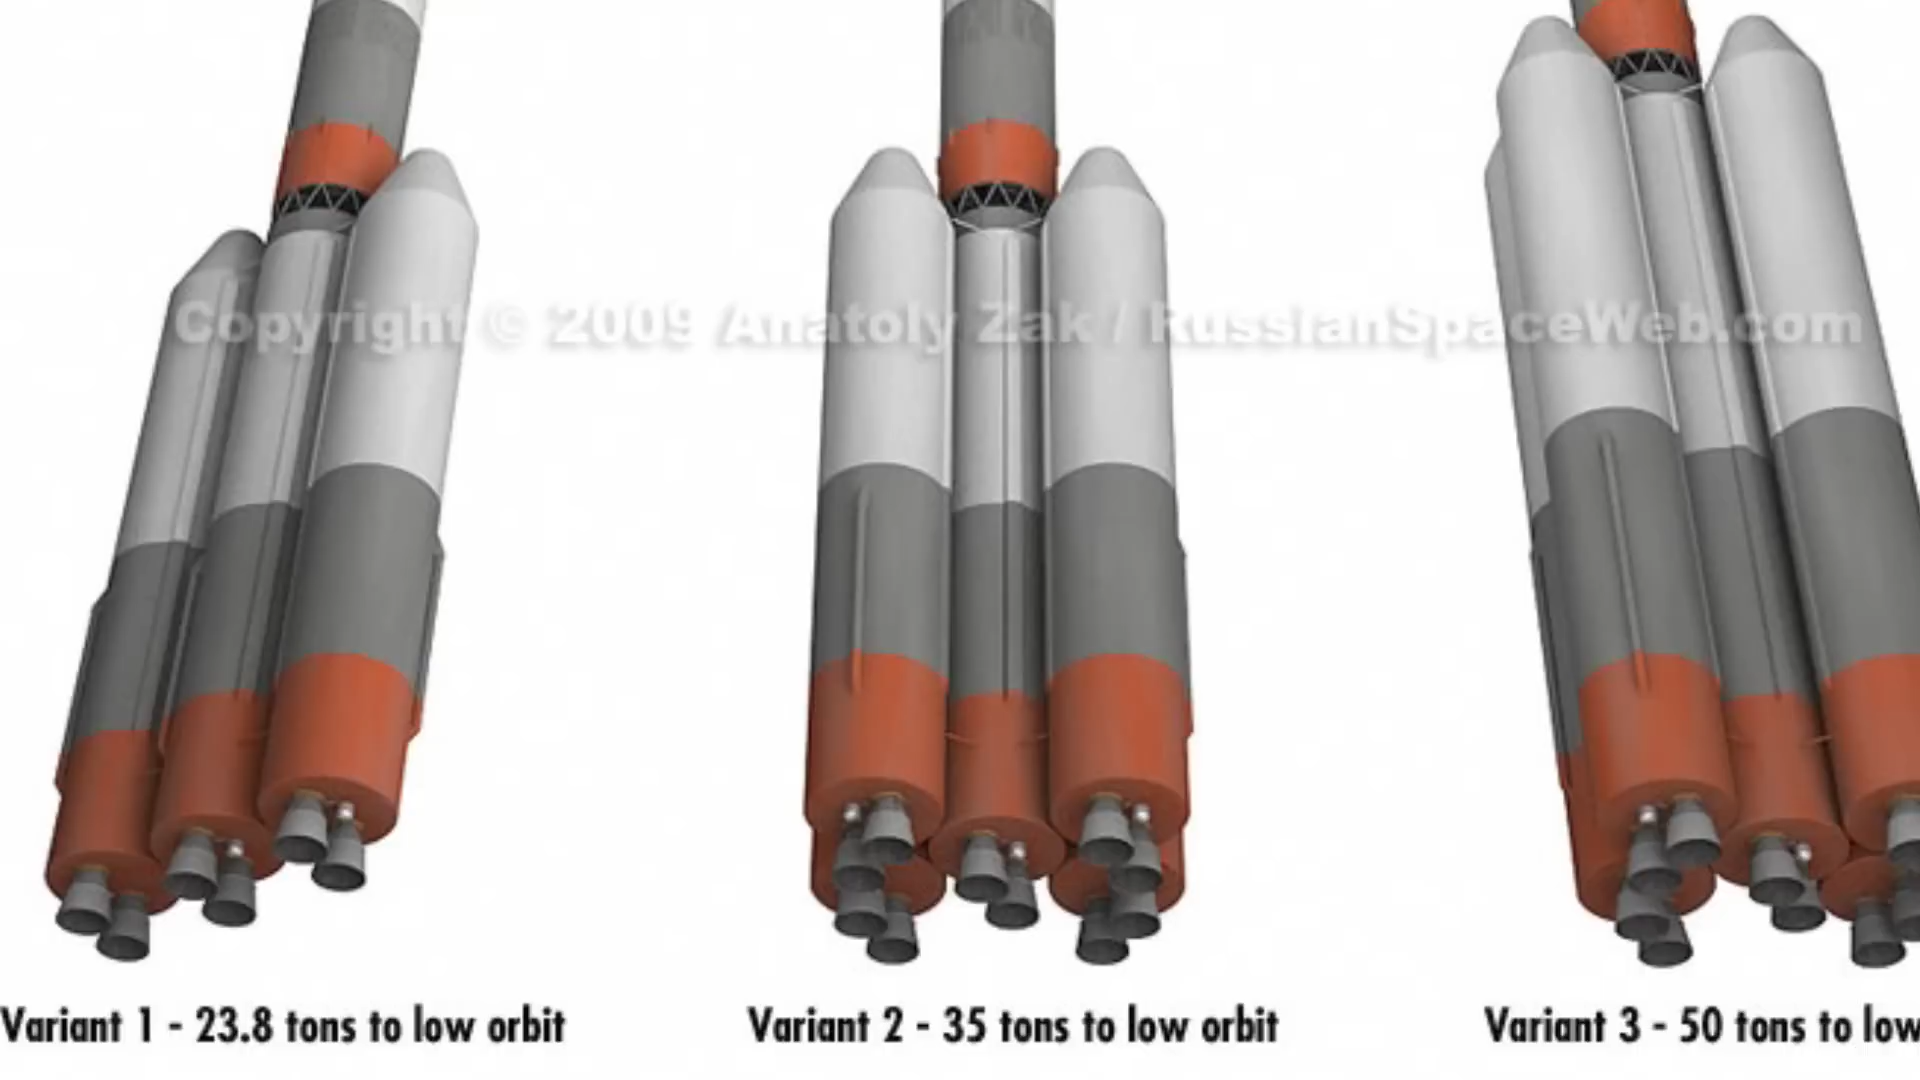 Copyright © 2009 Anatoly Zak / RussianSpaceWeb.com
Variant 1 - 23.8 tons to low orbit
Variant 2 - 35 tons to low orbit
Variant 3 - 50 tons to low